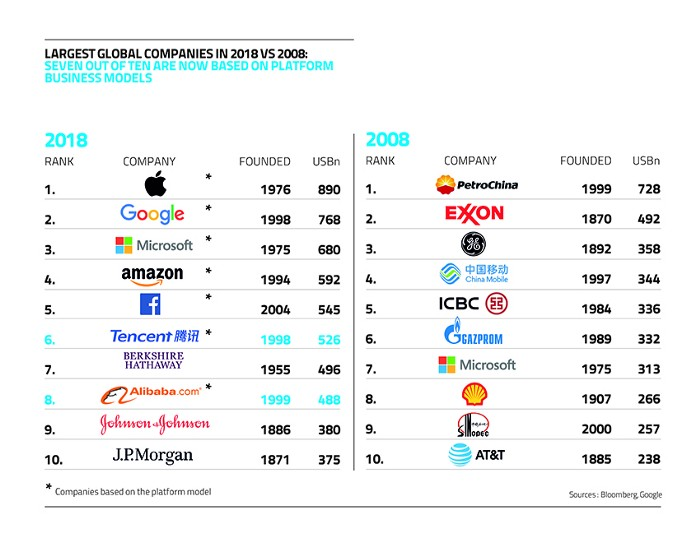 LARGEST GLOBAL COMPANIES IN 2018 VS 2008:
SEVEN OUT OF TEN ARE NOW BASED ON PLATFORM
BUSINESS MODELS
2018
RANK COMPANY FOUNDED USBn
1. * 1976 890
2. Google * 1998 768
3. Microsoft * 1975 680
4. amazon * 1994 592
5. f * 2004 545
6. Tencent 腾讯 * 1998 526
7. BERKSHIRE
HATHAWAY 1955 496
8. Alibaba.com * 1999 488
9. Johnson & Johnson 1886 380
10. J.P.Morgan 1871 375
* Companies based on the platform model
2008
RANK COMPANY FOUNDED USBn
1. PetroChina 1999 728
2. EXXON 1870 492
3. GE 1892 358
4. 中国移动
China Mobile 1997 344
5. ICBC 1984 336
6. GAZPROM 1989 332
7. Microsoft 1975 313
8. 1907 266
9. SINOPEC 2000 257
10. AT&T 1885 238
Sources: Bloomberg, Google